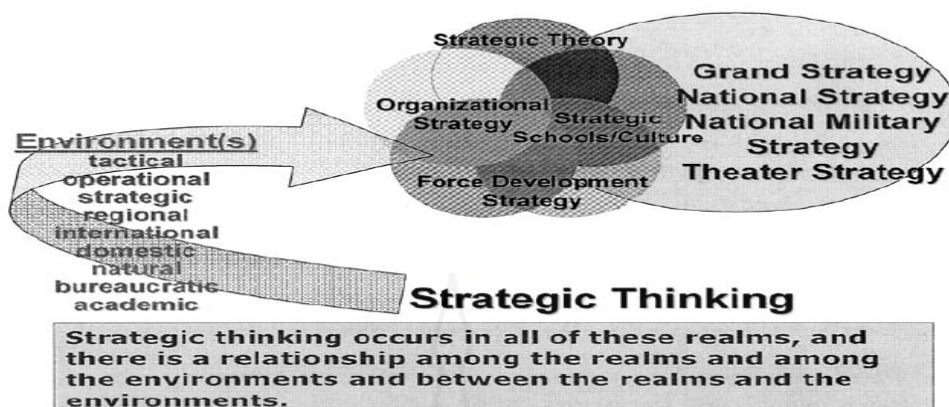 Strategic Theory
Organizational
Strategy
Strategic
Schools/Culture
Force Development
Strategy
Grand Strategy
National Strategy
National Military
Strategy
Theater Strategy
Environment(s)
tactical
operational
strategic
regional
international
domestic
natural
bureaucratic
academic
Strategic Thinking
Strategic thinking occurs in all of these realms, and
there is a relationship among the realms and among
the environments and between the realms and the
environments.